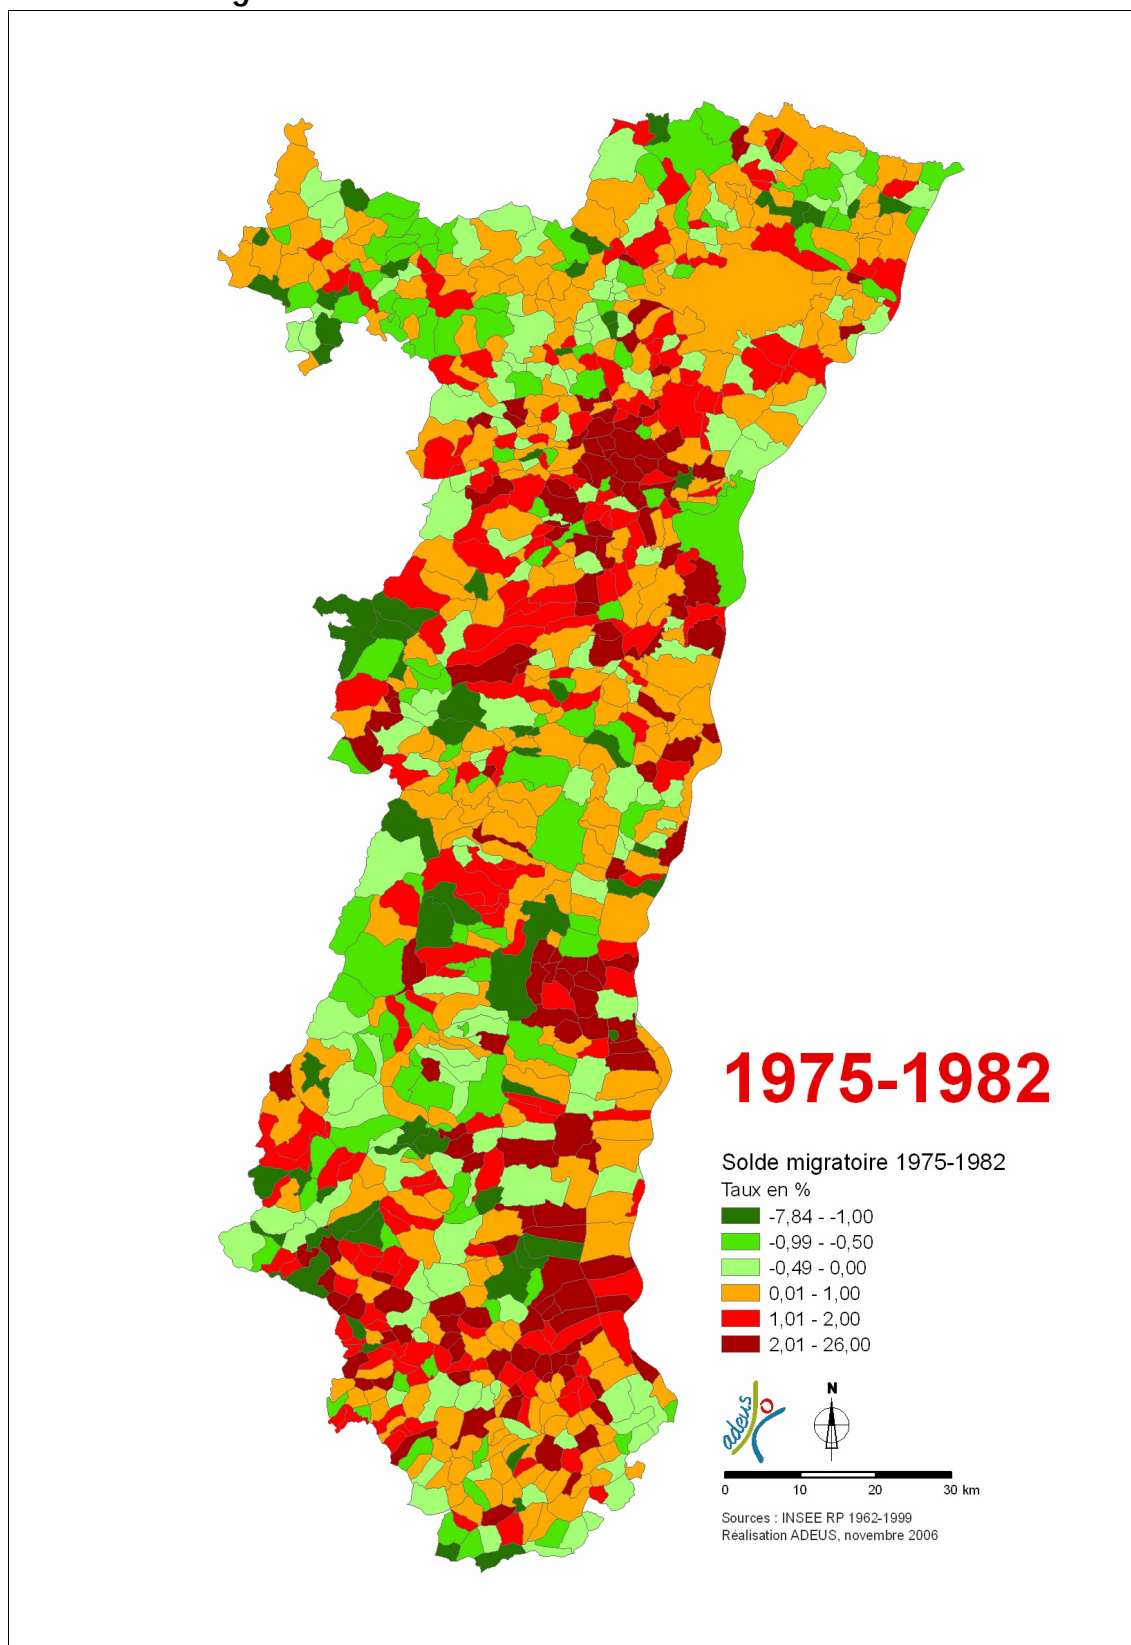 1975-1982
Solde migratoire 1975-1982
Taux en %
-7,84 - -1,00
-0,99 - -0,50
-0,49 - 0,00
0,01 - 1,00
1,01 - 2,00
2,01 - 26,00
adeus
N
0 10 20 30 km
Sources : INSEE RP 1962-1999
Réalisation ADEUS, novembre 2006